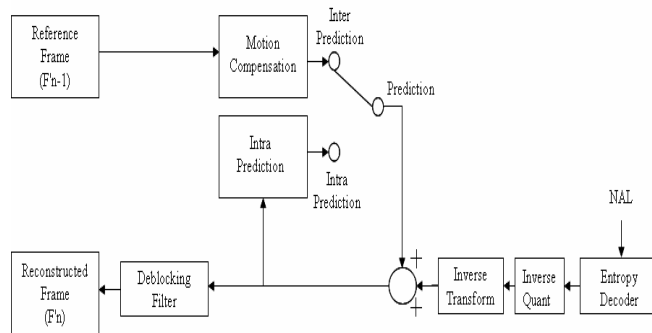 Reference
Frame
(F'n-1)
Motion
Compensation
Inter
Prediction
Prediction
Intra
Prediction
Intra
Prediction
NAL
Reconstructed
Frame
(F'n)
Deblocking
Filter
+
+
Inverse
Transform
Inverse
Quant
Entropy
Decoder